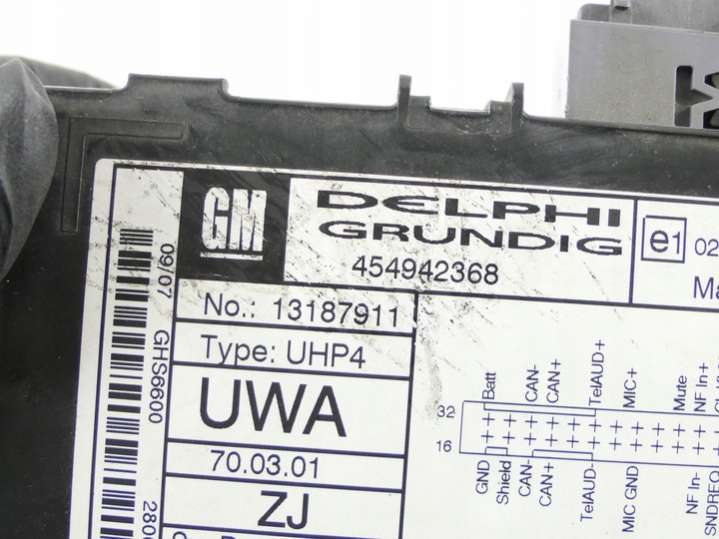 GM
DELPHI
GRUNDIG
454942368
e1
02
Ma
No.: 13187911
Type: UHP4
UWA
70.03.01
ZJ
09/07
GHS6600
280
32
16
Batt
CAN-
CAN+
TelAUD+
MIC+
Mute
NF In+
GND
Shield
CAN-
CAN+
TelAUD-
MIC GND
NF In-
SNDREQ